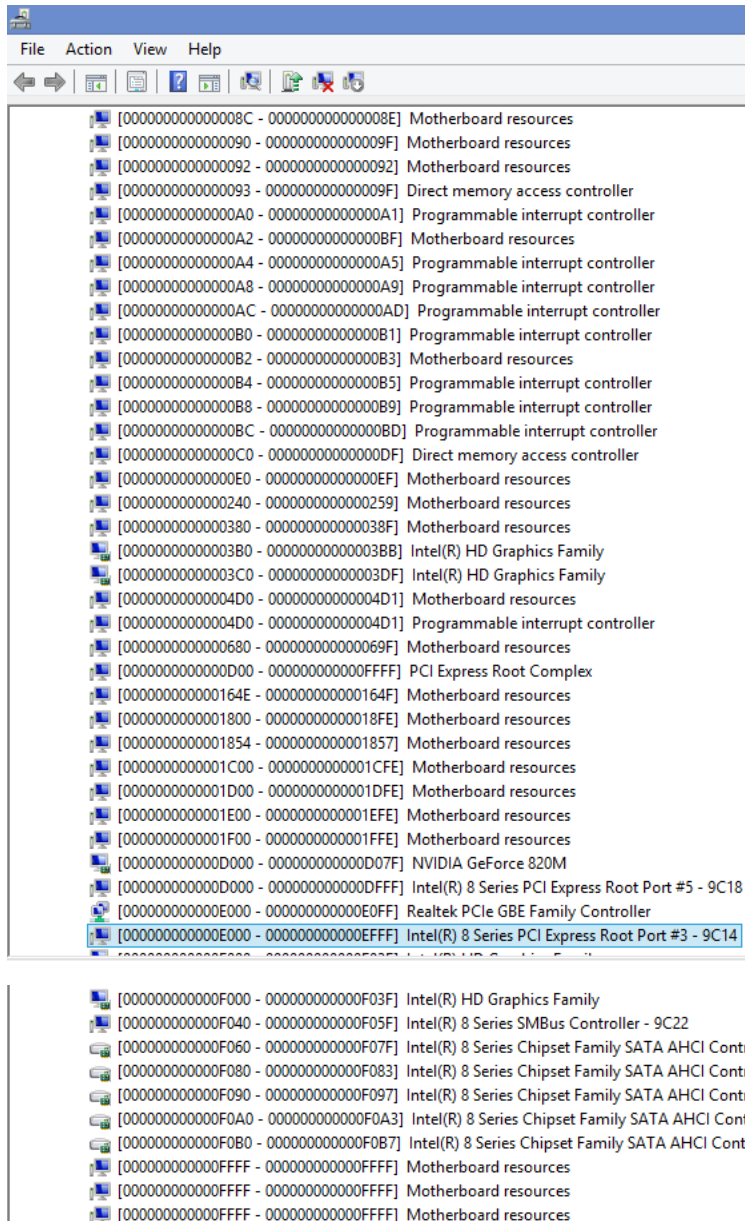 File Action View Help
[000000000000008C - 000000000000008E] Motherboard resources
[0000000000000090 - 000000000000009F] Motherboard resources
[0000000000000092 - 0000000000000092] Motherboard resources
[0000000000000093 - 000000000000009F] Direct memory access controller
[00000000000000A0 - 00000000000000A1] Programmable interrupt controller
[00000000000000A2 - 00000000000000BF] Motherboard resources
[00000000000000A4 - 00000000000000A5] Programmable interrupt controller
[00000000000000A8 - 00000000000000A9] Programmable interrupt controller
[00000000000000AC - 00000000000000AD] Programmable interrupt controller
[00000000000000B0 - 00000000000000B1] Programmable interrupt controller
[00000000000000B2 - 00000000000000B3] Motherboard resources
[00000000000000B4 - 00000000000000B5] Programmable interrupt controller
[00000000000000B8 - 00000000000000B9] Programmable interrupt controller
[00000000000000BC - 00000000000000BD] Programmable interrupt controller
[00000000000000C0 - 00000000000000DF] Direct memory access controller
[00000000000000E0 - 00000000000000EF] Motherboard resources
[0000000000000240 - 0000000000000259] Motherboard resources
[0000000000000380 - 000000000000038F] Motherboard resources
[00000000000003B0 - 00000000000003BB] Intel(R) HD Graphics Family
[00000000000003C0 - 00000000000003DF] Intel(R) HD Graphics Family
[00000000000004D0 - 00000000000004D1] Motherboard resources
[00000000000004D0 - 00000000000004D1] Programmable interrupt controller
[0000000000000680 - 000000000000069F] Motherboard resources
[0000000000000D00 - 000000000000FFFF] PCI Express Root Complex
[000000000000164E - 000000000000164F] Motherboard resources
[0000000000001800 - 00000000000018FE] Motherboard resources
[0000000000001854 - 0000000000001857] Motherboard resources
[0000000000001C00 - 0000000000001CFE] Motherboard resources
[0000000000001D00 - 0000000000001DFE] Motherboard resources
[0000000000001E00 - 0000000000001EFE] Motherboard resources
[0000000000001F00 - 0000000000001FFE] Motherboard resources
[000000000000D000 - 000000000000D07F] NVIDIA GeForce 820M
[000000000000D000 - 000000000000DFFF] Intel(R) 8 Series PCI Express Root Port #5 - 9C18
[000000000000E000 - 000000000000E0FF] Realtek PCIe GBE Family Controller
[000000000000E000 - 000000000000EFFF] Intel(R) 8 Series PCI Express Root Port #3 - 9C14
[000000000000F000 - 000000000000F03F] Intel(R) HD Graphics Family
[000000000000F040 - 000000000000F05F] Intel(R) 8 Series SMBus Controller - 9C22
[000000000000F060 - 000000000000F07F] Intel(R) 8 Series Chipset Family SATA AHCI Contr
[000000000000F080 - 000000000000F083] Intel(R) 8 Series Chipset Family SATA AHCI Contr
[000000000000F090 - 000000000000F097] Intel(R) 8 Series Chipset Family SATA AHCI Contr
[000000000000F0A0 - 000000000000F0A3] Intel(R) 8 Series Chipset Family SATA AHCI Cont
[000000000000F0B0 - 000000000000F0B7] Intel(R) 8 Series Chipset Family SATA AHCI Cont
[000000000000FFFF - 000000000000FFFF] Motherboard resources
[000000000000FFFF - 000000000000FFFF] Motherboard resources
[000000000000FFFF - 000000000000FFFF] Motherboard resources